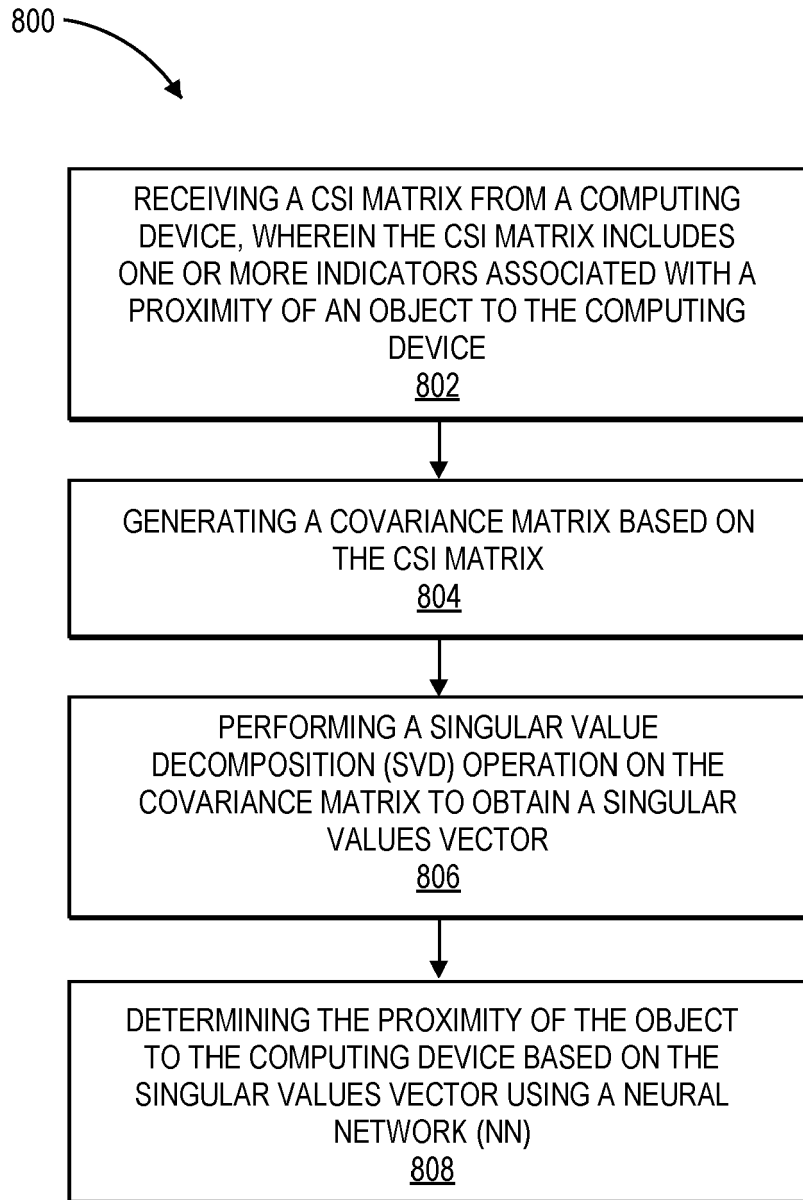 800
RECEIVING A CSI MATRIX FROM A COMPUTING
DEVICE, WHEREIN THE CSI MATRIX INCLUDES
ONE OR MORE INDICATORS ASSOCIATED WITH A
PROXIMITY OF AN OBJECT TO THE COMPUTING
DEVICE
802
GENERATING A COVARIANCE MATRIX BASED ON
THE CSI MATRIX
804
PERFORMING A SINGULAR VALUE
DECOMPOSITION (SVD) OPERATION ON THE
COVARIANCE MATRIX TO OBTAIN A SINGULAR
VALUES VECTOR
806
DETERMINING THE PROXIMITY OF THE OBJECT
TO THE COMPUTING DEVICE BASED ON THE
SINGULAR VALUES VECTOR USING A NEURAL
NETWORK (NN)
808